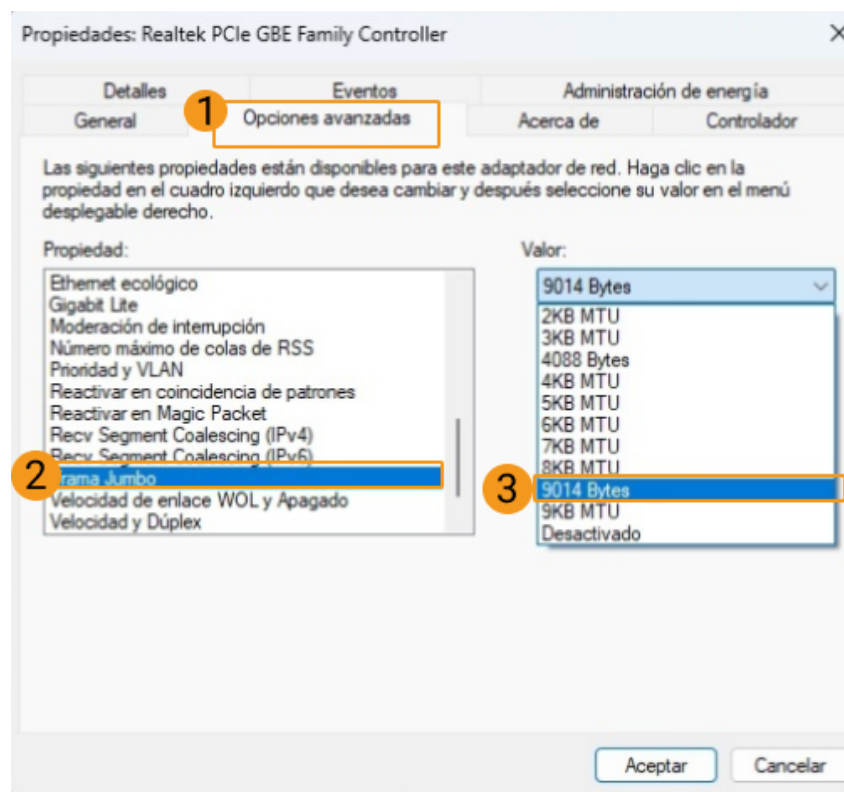 Propiedades: Realtek PCIe GBE Family Controller
Detalles
Eventos
Administración de energía
General
1
Opciones avanzadas
Acerca de
Controlador
Las siguientes propiedades están disponibles para este adaptador de red. Haga clic en la
propiedad en el cuadro izquierdo que desea cambiar y después seleccione su valor en el menú
desplegable derecho.
Propiedad:
Ethernet ecológico
Gigabit Lite
Moderación de interrupción
Número máximo de colas de RSS
Prioridad y VLAN
Reactivar en coincidencia de patrones
Reactivar en Magic Packet
Recv Segment Coalescing (IPv4)
Recv Segment Coalescing (IPv6)
2
Trama Jumbo
Velocidad de enlace WOL y Apagado
Velocidad y Dúplex
Valor:
9014 Bytes
2KB MTU
3KB MTU
4088 Bytes
4KB MTU
5KB MTU
6KB MTU
7KB MTU
8KB MTU
3
9014 Bytes
9KB MTU
Desactivado
Aceptar
Cancelar